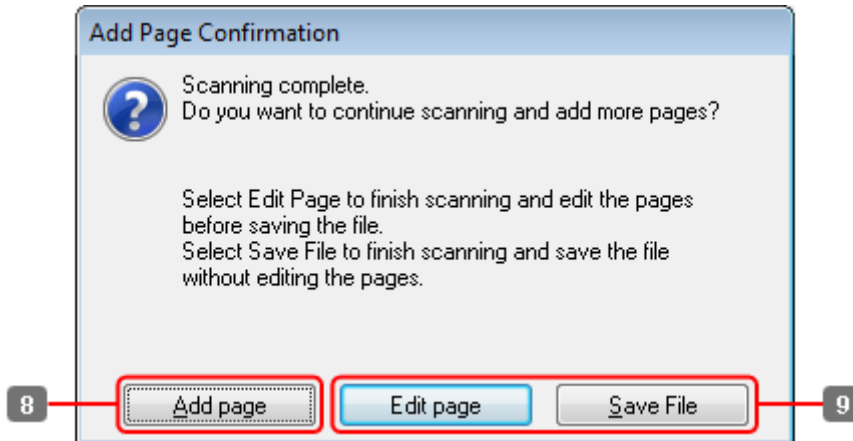 Add Page Confirmation
Scanning complete.
Do you want to continue scanning and add more pages?
Select Edit Page to finish scanning and edit the pages
before saving the file.
Select Save File to finish scanning and save the file
without editing the pages.
8 Add page Edit page Save File 9